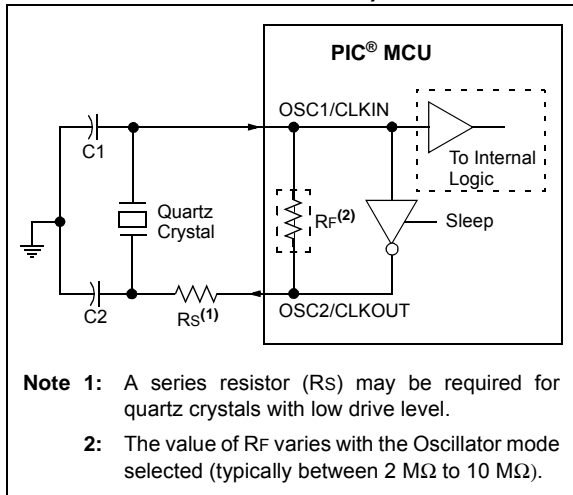 PIC® MCU
OSC1/CLKIN
C1
To Internal
Logic
Quartz
Crystal
RF(2)
Sleep
C2
RS(1)
OSC2/CLKOUT
Note 1: A series resistor (RS) may be required for
quartz crystals with low drive level.
2: The value of RF varies with the Oscillator mode
selected (typically between 2 MΩ to 10 MΩ).